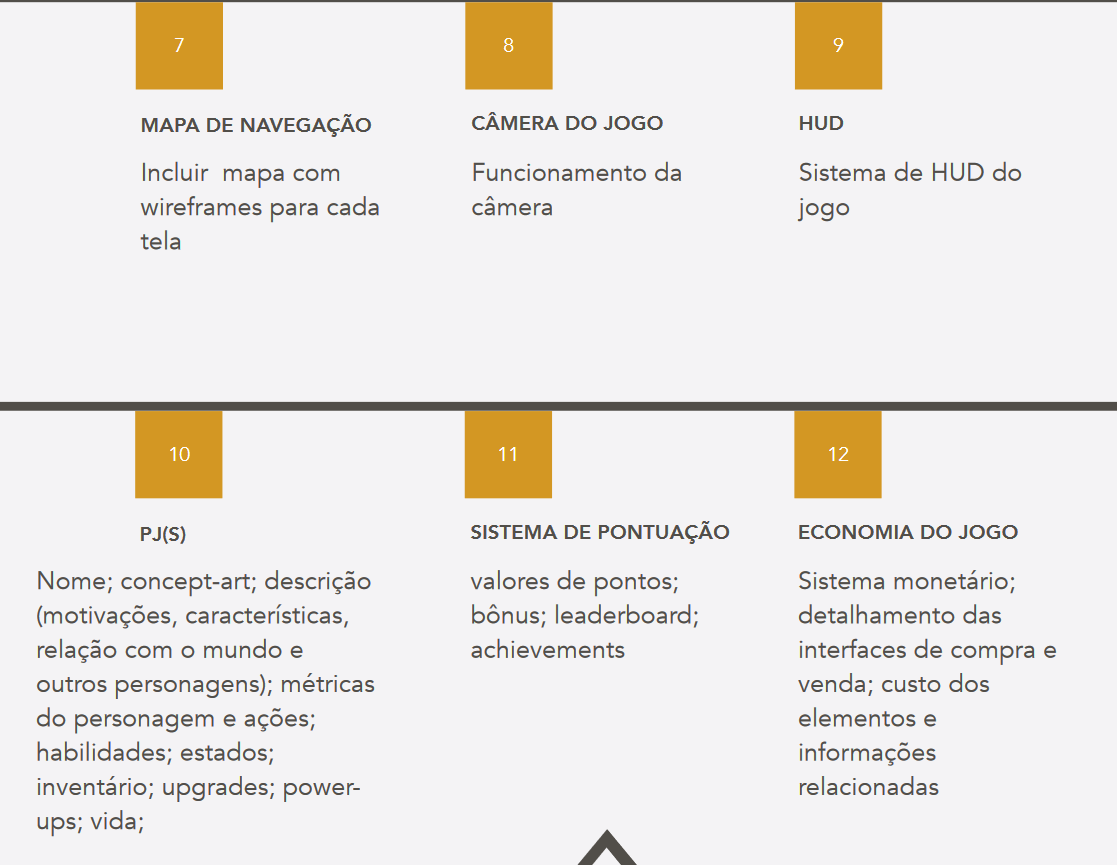 7
MAPA DE NAVEGAÇÃO
Incluir  mapa com
wireframes para cada
tela
8
CÂMERA DO JOGO
Funcionamento da
câmera
9
HUD
Sistema de HUD do
jogo
10
PJ(S)
Nome; concept-art; descrição
(motivações, características,
relação com o mundo e
outros personagens); métricas
do personagem e ações;
habilidades; estados;
inventário; upgrades; power-
ups; vida;
11
SISTEMA DE PONTUAÇÃO
valores de pontos;
bônus; leaderboard;
achievements
12
ECONOMIA DO JOGO
Sistema monetário;
detalhamento das
interfaces de compra e
venda; custo dos
elementos e
informações
relacionadas